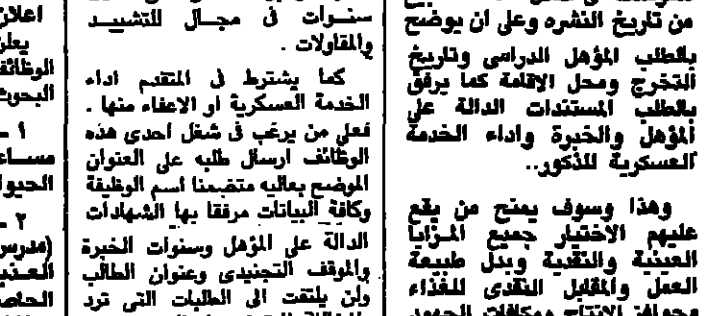 من تاريخ النشره وعلى ان يوضح
بالطلب المؤهل الدراسى وتاريخ
التخرج ومحل الاقامة كما يرفق
بالطلب المستندات الدالة على
المؤهل والخبرة واداء الخدمة
العسكرية للذكور..
وهذا وسوف يمنح من يقع
عليهم الاختيار جميع المزايا
العينية والنقدية وبدل طبيعة
العمل والمقابل النقدى للغذاء
وحوافز الانتاج ومكافات الجهود
سنوات فى مجال التشييد
والمقاولات .
كما يشترط فى المتقدم اداء
الخدمة العسكرية او الاعفاء منها .
فعلى من يرغب فى شغل احدى هذه
الوظائف ارسال طلبه على العنوان
الموضح بعاليه متضمنا اسم الوظيفة
وكافة البيانات مرفقا بها الشهادات
الدالة على المؤهل وسنوات الخبرة
والموقف التجنيدى وعنوان الطالب
ولن يلتفت الى الطلبات التى ترد
اعلان
يعلن
الوظائف
البحوث
١ -
مساعد
الحيوا
٢ -
(مدرس